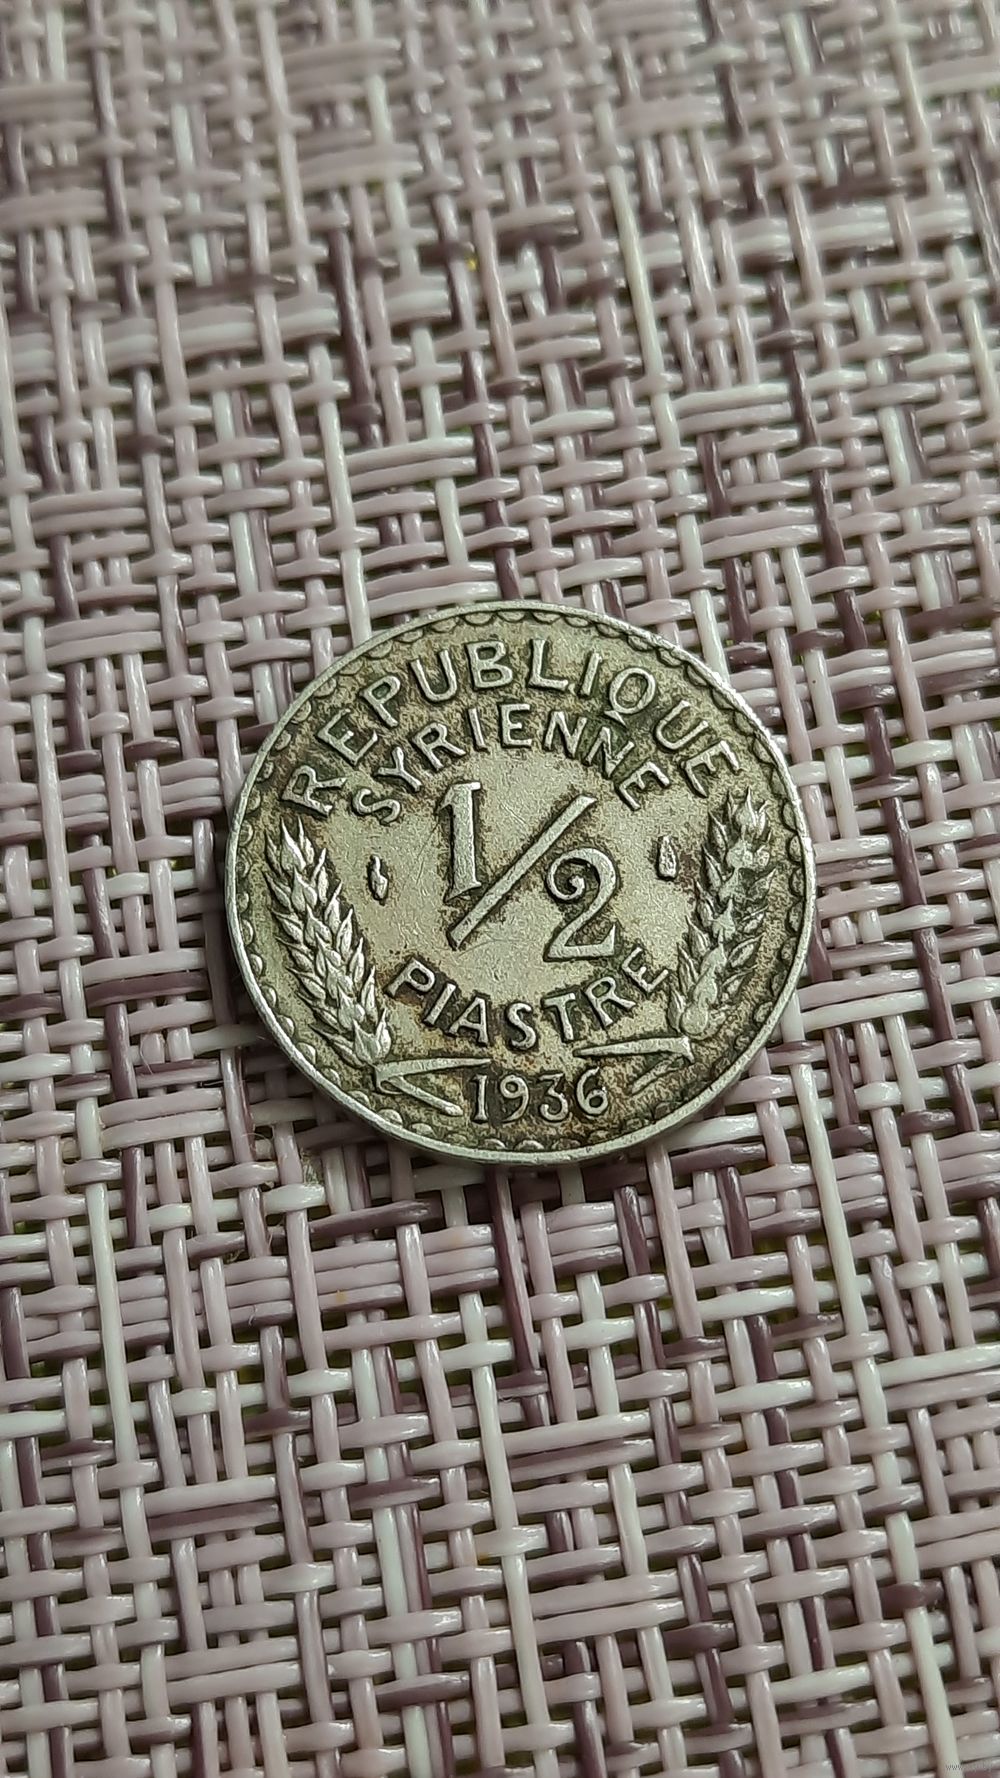 REPUBLIQUE
SYRIENNE
1/2
PIASTRE
1936